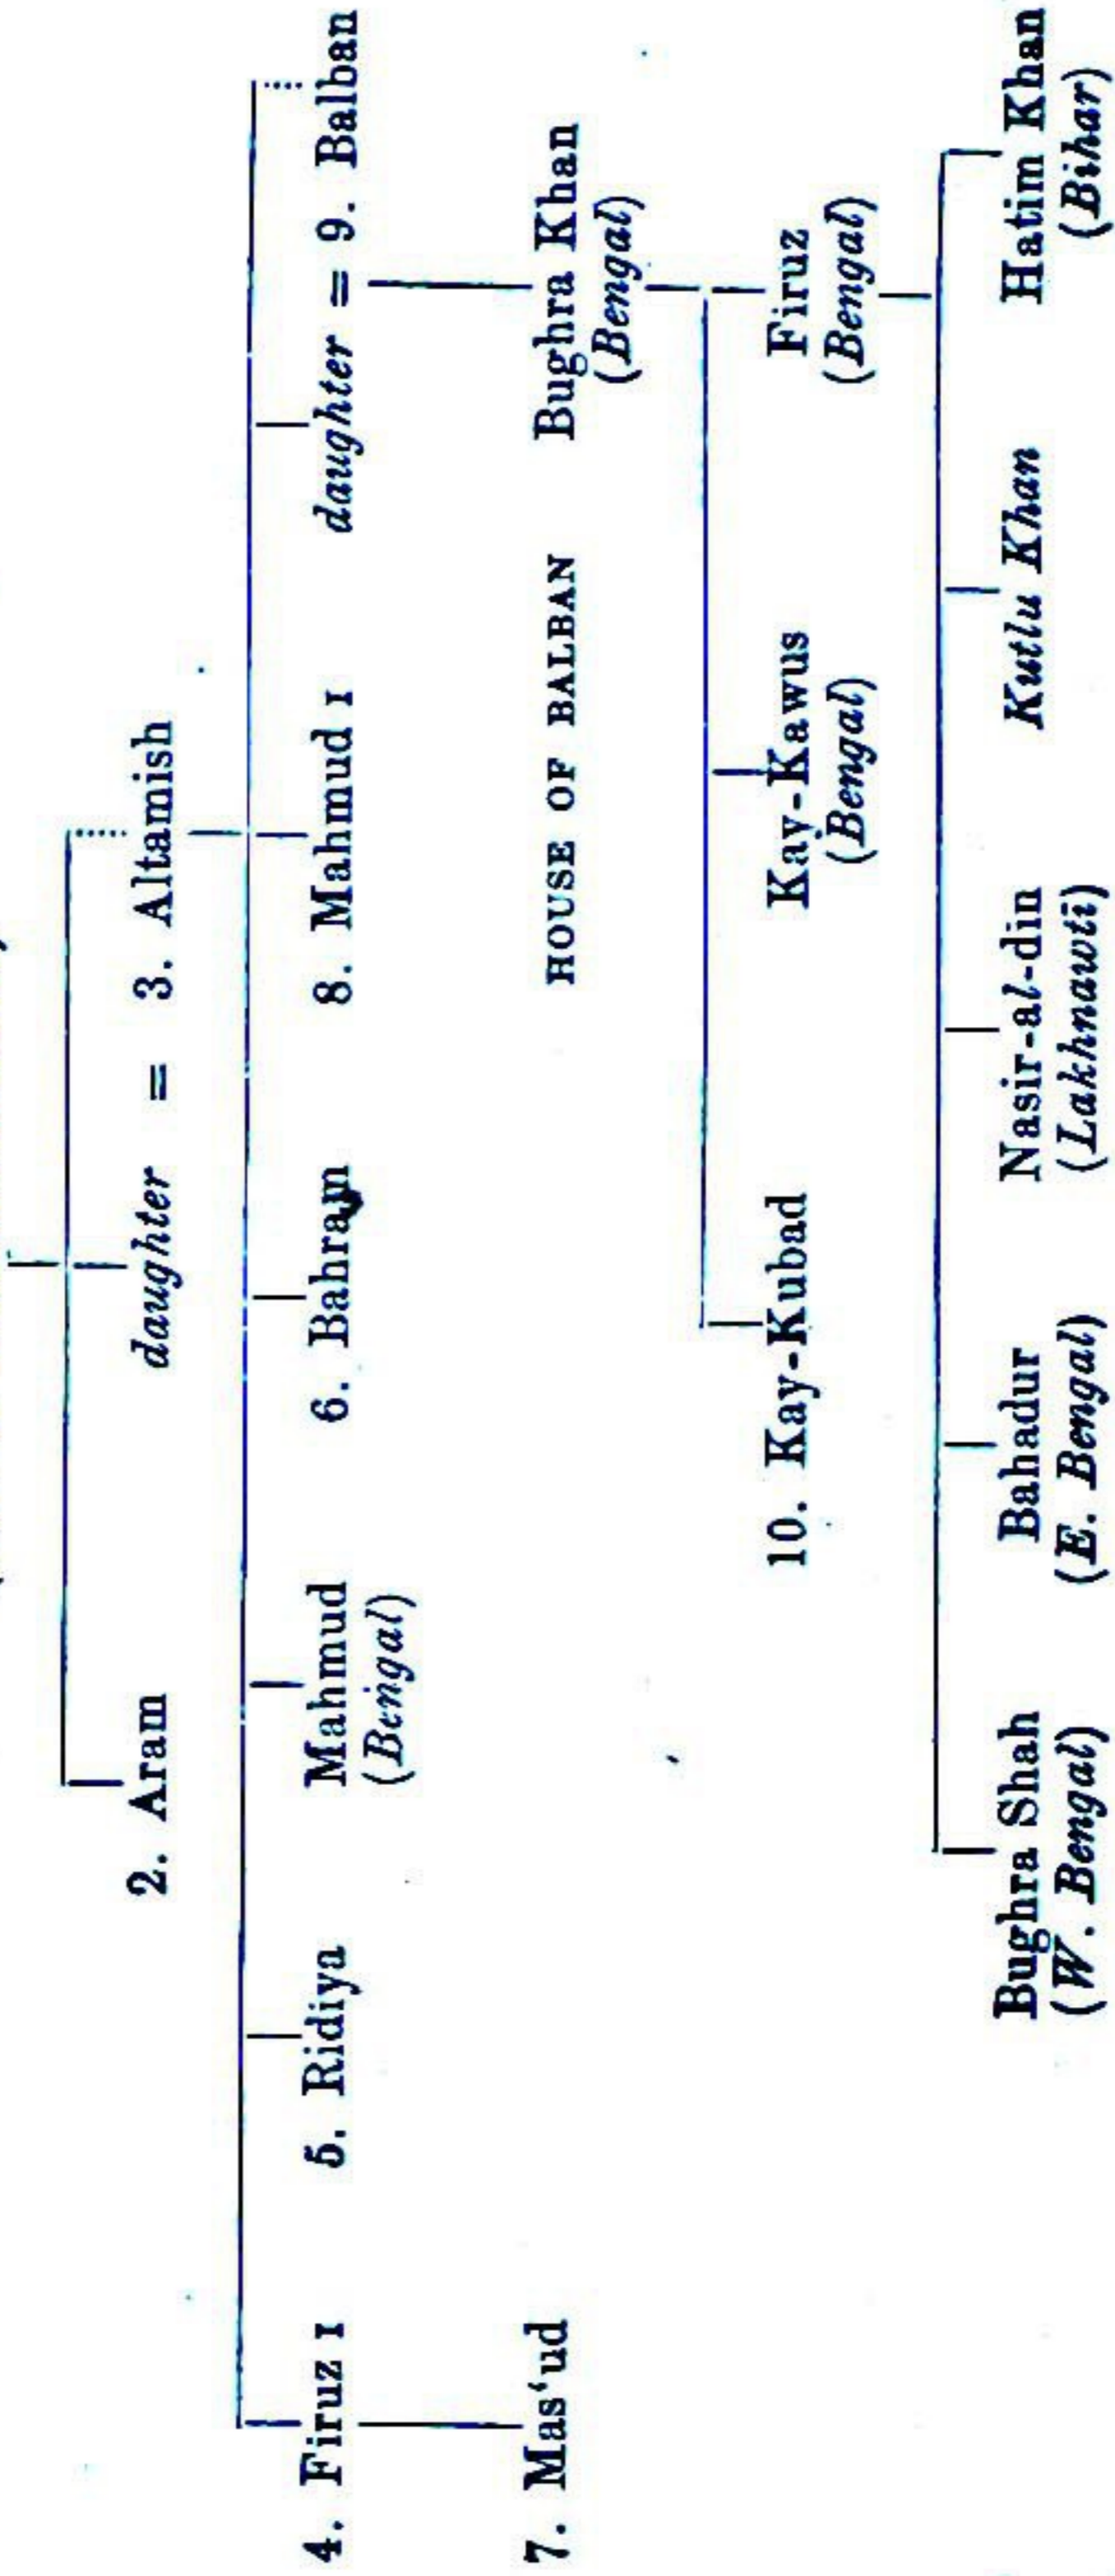 2. Aram daughter = 3. Altamish
4. Firuz I 5. Ridiya Mahmud 6. Bahram 8. Mahmud I daughter = 9. Balban
(Bengal)
7. Mas‘ud HOUSE OF BALBAN Bughra Khan
(Bengal)
10. Kay-Kubad Kay-Kawus Firuz
(Bengal) (Bengal)
Bughra Shah Bahadur Nasir-al-din Kutlu Khan Hatim Khan
(W. Bengal) (E. Bengal) (Lakhnawti) (Bihar)